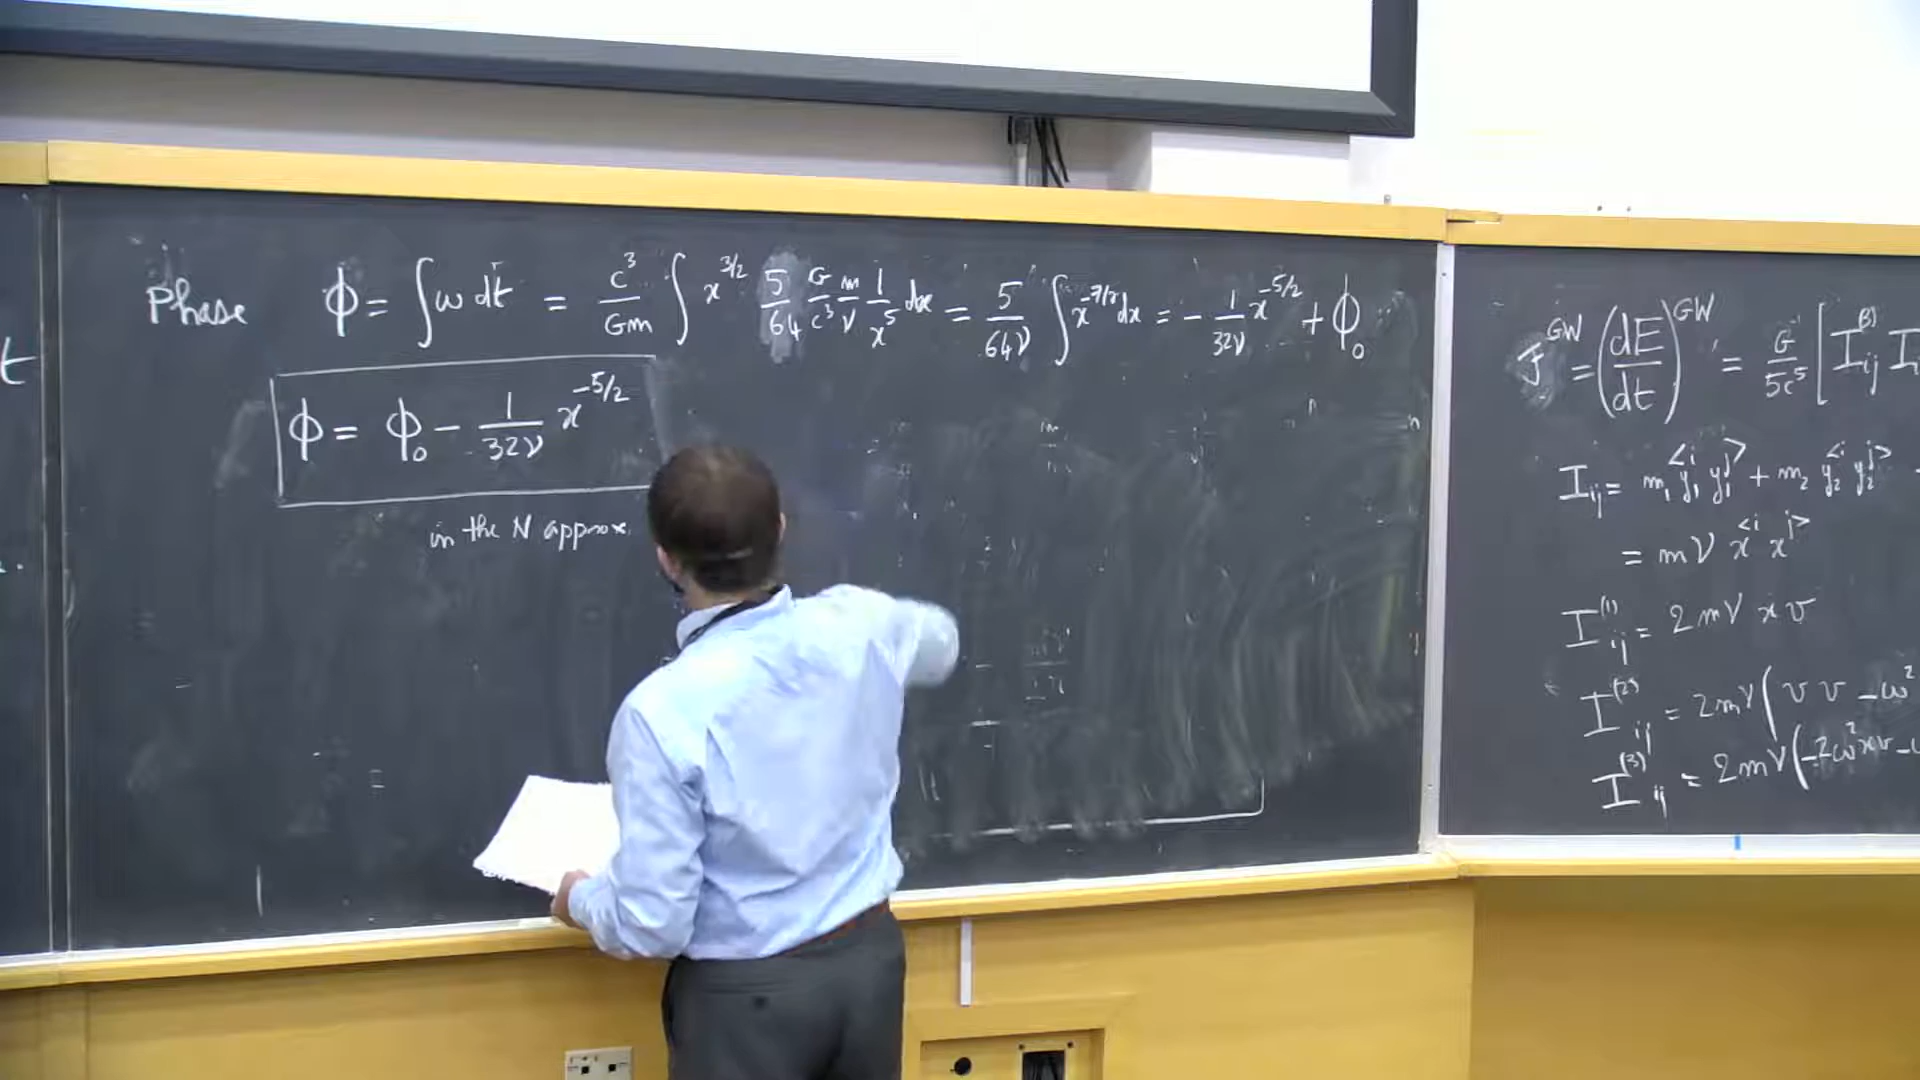 Phase ϕ = ∫ω dt = c³/Gm ∫ x^{3/2} 5/64 G/c³ m/ν 1/x⁵ dx = 5/64ν ∫ x^{-7/2} dx = - 1/32ν x^{-5/2} + ϕ₀
ϕ = ϕ₀ - 1/32ν x^{-5/2}
in the N approx.
t
F^{GW} = (dE/dt)^{GW} = G/5c⁵ [ I_{ij}^{(3)} I
I_{ij} = m₁ y₁^{<i} y₁^{j>} + m₂ y₂^{<i} y₂^{j>}
= mν x^{<i} x^{j>}
I^{(1)}_{ij} = 2mν x v
I^{(2)}_{ij} = 2mν ( v v - ω²
I^{(3)}_{ij} = 2mν ( -2ω² x v -